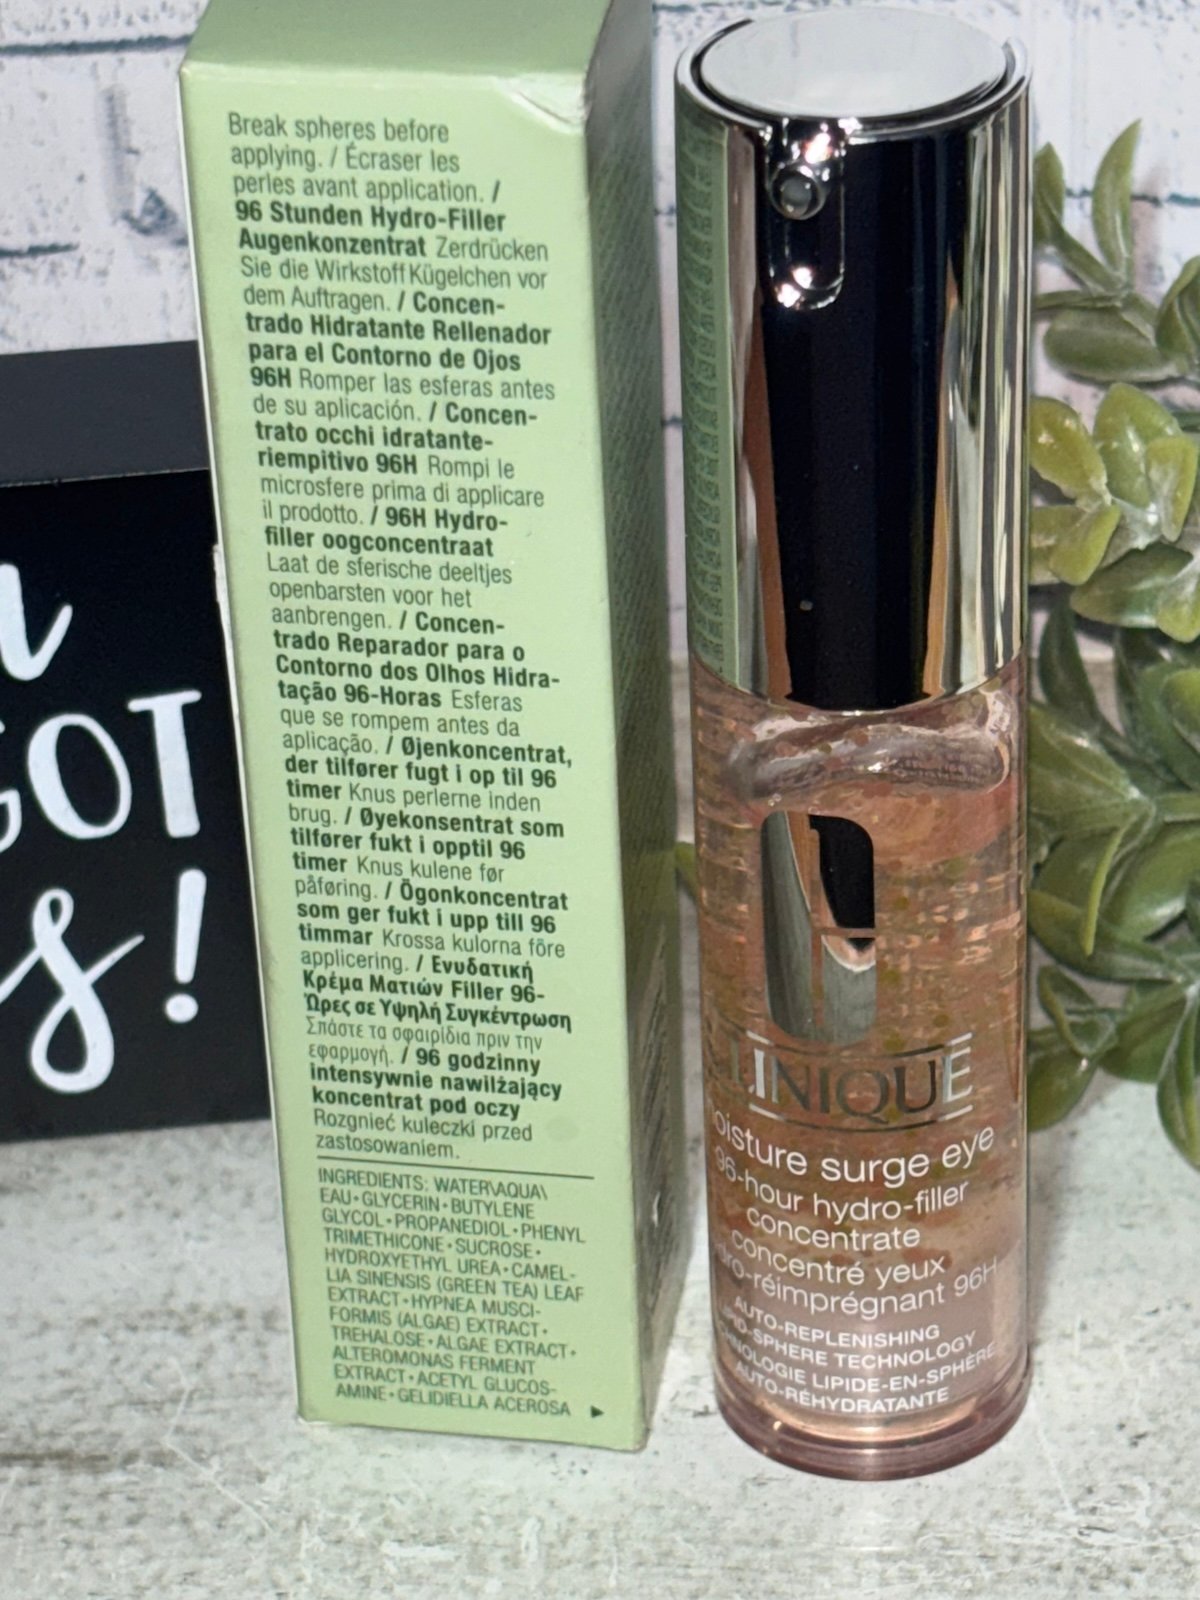 Break spheres before
applying. / Écraser les
perles avant application. /
96 Stunden Hydro-Filler
Augenkonzentrat Zerdrücken
Sie die Wirkstoff Kügelchen vor
dem Auftragen. / Concen-
trado Hidratante Rellenador
para el Contorno de Ojos
96H Romper las esferas antes
de su aplicación. / Concen-
trato occhi idratante-
riempitivo 96H Rompi le
microsfere prima di applicare
il prodotto. / 96H Hydro-
filler oogconcentraat
Laat de sferische deeltjes
openbarsten voor het
aanbrengen. / Concen-
trado Reparador para o
Contorno dos Olhos Hidra-
tação 96-Horas Esferas
que se rompem antes da
aplicação. / Øjenkoncentrat,
der tilfører fugt i op til 96
timer Knus perlerne inden
brug. / Øyekonsentrat som
tilfører fukt i opptil 96
timer Knus kulene før
påføring. / Ögonkoncentrat
som ger fukt i upp till 96
timmar Krossa kulorna före
applicering. / Ενυδατική
Κρέμα Ματιών Filler 96-
Ώρες σε Υψηλή Συγκέντρωση
Σπάστε τα σφαιρίδια πριν την
εφαρμογή. / 96 godzinny
intensywnie nawilżający
koncentrat pod oczy
Rozgnieć kuleczki przed
zastosowaniem.
INGREDIENTS: WATER\AQUA\
EAU • GLYCERIN • BUTYLENE
GLYCOL • PROPANEDIOL • PHENYL
TRIMETHICONE • SUCROSE •
HYDROXYETHYL UREA • CAMEL-
LIA SINENSIS (GREEN TEA) LEAF
EXTRACT • HYPNEA MUSCI-
FORMIS (ALGAE) EXTRACT •
TREHALOSE • ALGAE EXTRACT •
ALTEROMONAS FERMENT
EXTRACT • ACETYL GLUCOS-
AMINE • GELIDIELLA ACEROSA ▶
CLINIQUE
moisture surge eye
96-hour hydro-filler
concentrate
concentré yeux
hydro-réimprégnant 96H
AUTO-REPLENISHING
LIPID-SPHERE TECHNOLOGY
TECHNOLOGIE LIPIDE-EN-SPHÈRE
AUTO-RÉHYDRATANTE
GOT